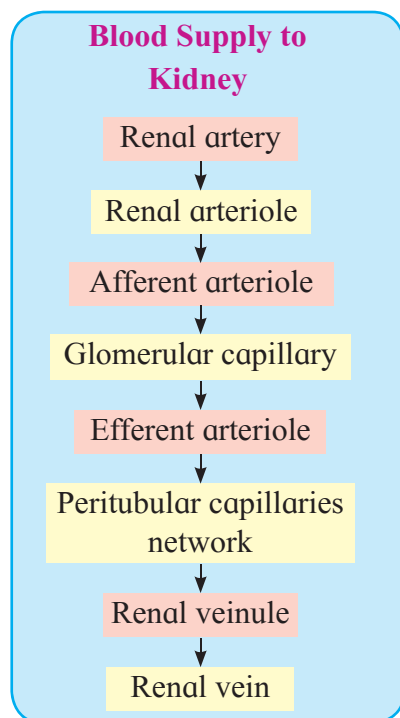 Blood Supply to
Kidney
Renal artery
Renal arteriole
Afferent arteriole
Glomerular capillary
Efferent arteriole
Peritubular capillaries
network
Renal veinule
Renal vein